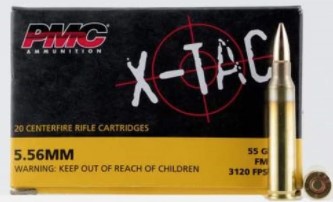 PMC
AMMUNITION
X-TAC
20 CENTERFIRE RIFLE CARTRIDGES
5.56MM
55 G
WARNING: KEEP OUT OF REACH OF CHILDREN
FM
3120 FPS